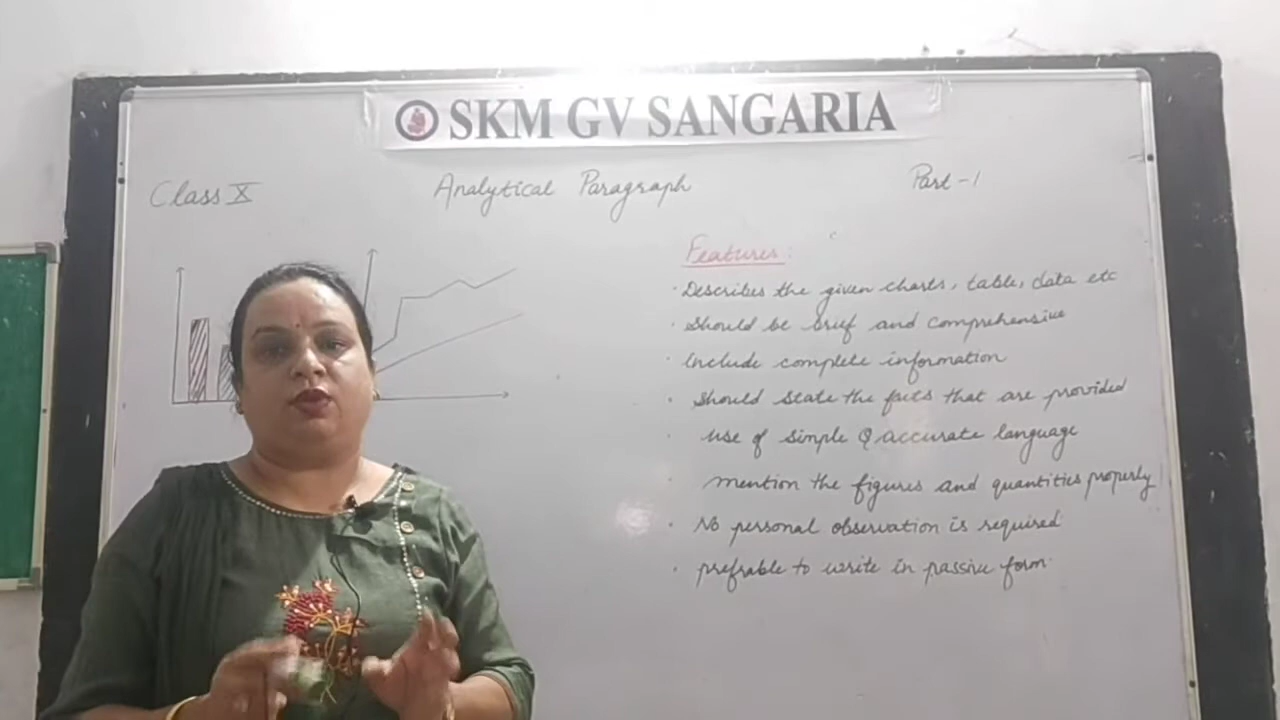 SKM GV SANGARIA
Class X
Analytical Paragraph
Part-1
Features:
· Describes the given charts, table, data etc
· Should be brief and comprehensive
· Include complete information
· Should state the facts that are provided
· Use of simple & accurate language
· mention the figures and quantities properly
· No personal observation is required
· prefrable to write in passive form.